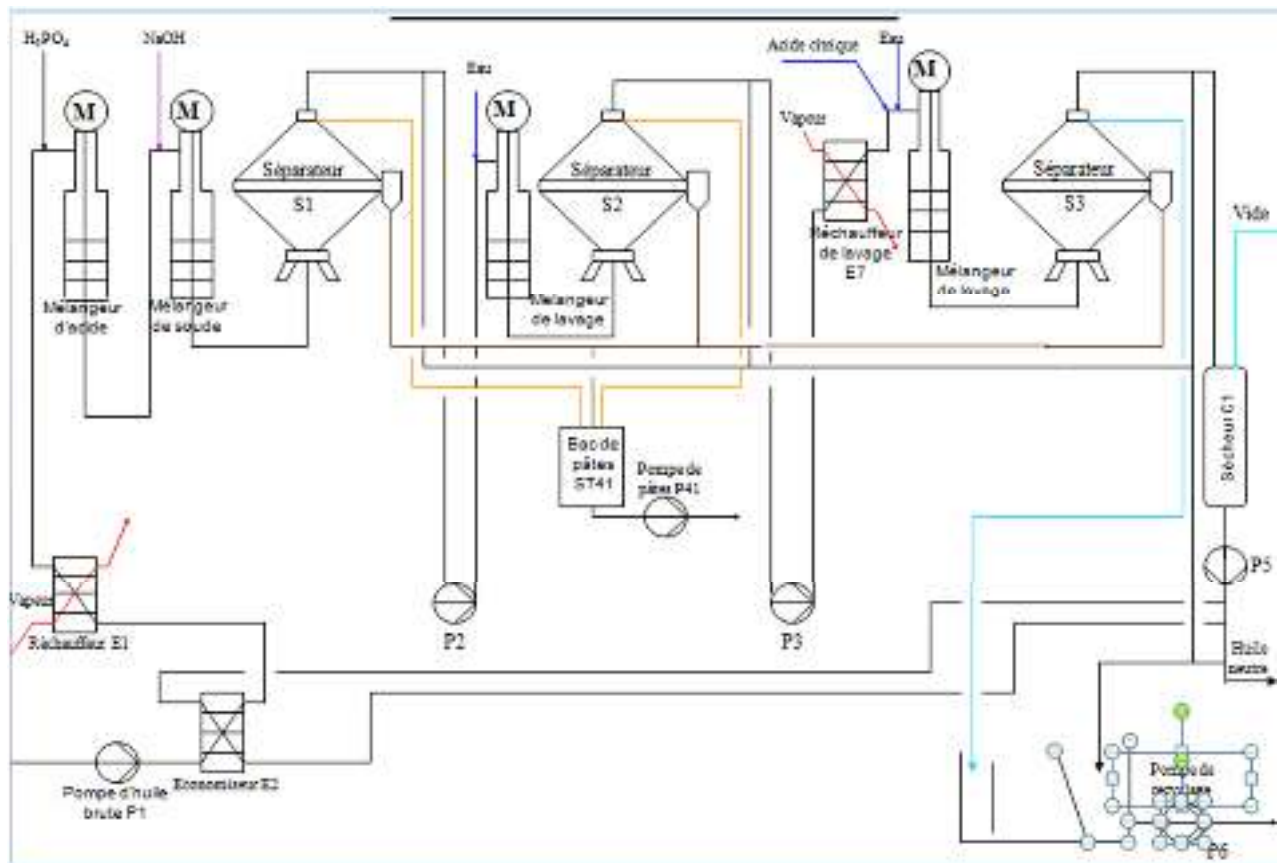 H₃PO₄
NaOH
Eau
Acide citrique
Eau
M
M
M
M
Vapeur
Vide
Séparateur
S1
Séparateur
S2
Séparateur
S3
Mélangeur
d'acide
Mélangeur
de soude
Mélangeur
de lavage
Réchauffeur
de lavage
E7
Mélangeur
de lavage
Bac de
pâtes
ST41
Pompe de
pâtes P41
Sécheur C1
P5
Vapeur
Réchauffeur E1
P2
P3
Huile
neutre
Economiseur E2
Pompe d'huile
brute P1
Pompe de
recyclage
P6